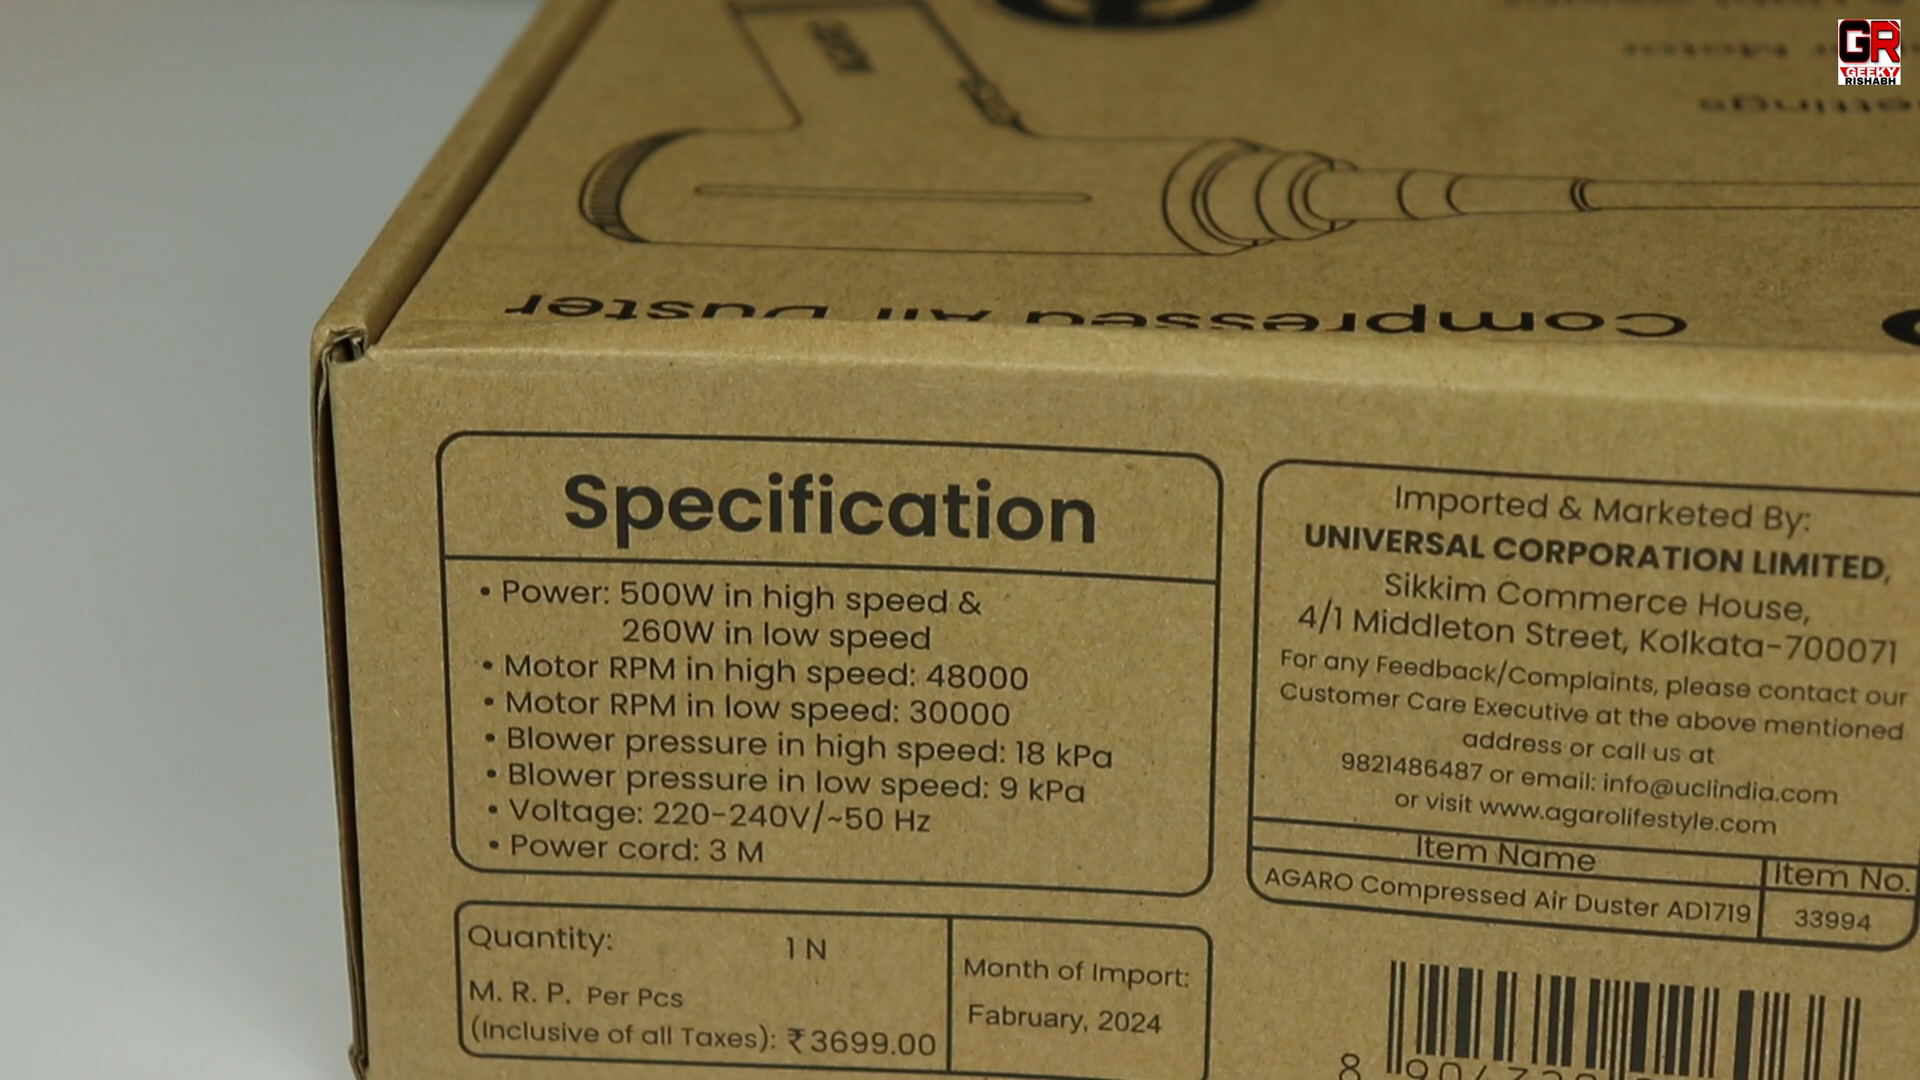 GR
GEEKY
RISHABH
Compressed Air Duster
Specification
• Power: 500W in high speed &
260W in low speed
• Motor RPM in high speed: 48000
• Motor RPM in low speed: 30000
• Blower pressure in high speed: 18 kPa
• Blower pressure in low speed: 9 kPa
• Voltage: 220-240V/~50 Hz
• Power cord: 3 M
Imported & Marketed By:
UNIVERSAL CORPORATION LIMITED,
Sikkim Commerce House,
4/1 Middleton Street, Kolkata-700071
For any Feedback/Complaints, please contact our
Customer Care Executive at the above mentioned
address or call us at
9821486487 or email: info@uclindia.com
or visit www.agarolifestyle.com
Item Name
Item No.
AGARO Compressed Air Duster AD1719
33994
Quantity: 1 N
M. R. P. Per Pcs
(Inclusive of all Taxes): ₹3699.00
Month of Import:
Fabruary, 2024